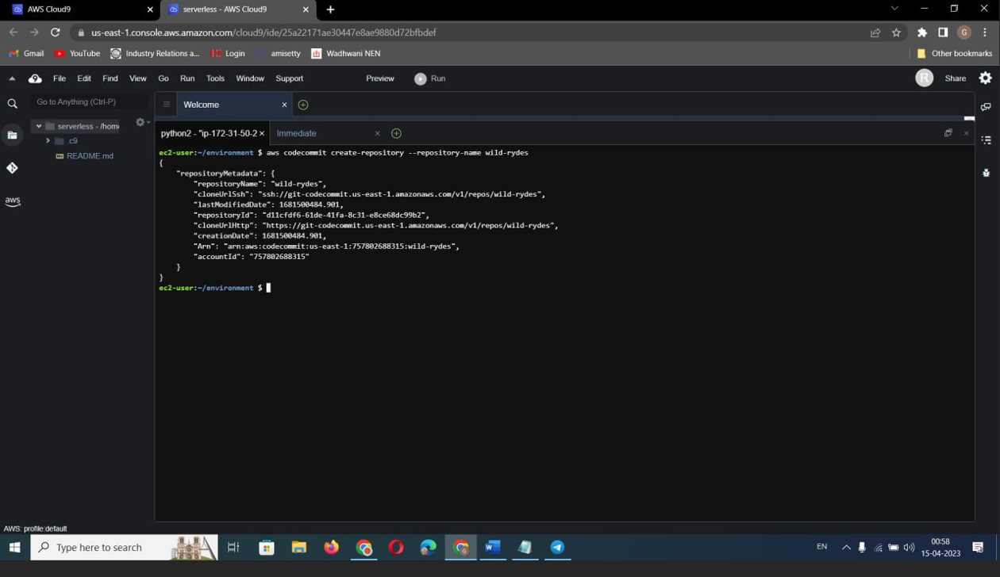 AWS Cloud9
serverless - AWS Cloud9
us-east-1.console.aws.amazon.com/cloud9/ide/25a22171ae30447e8ae9880d72bfbdef
G
Gmail
YouTube
Industry Relations a...
Login
amisetty
Wadhwani NEN
Other bookmarks
File Edit Find View Go Run Tools Window Support Preview Run
R
Share
Go to Anything (Ctrl-P)
Welcome
serverless - /home
.c9
README.md
aws
python2 - "ip-172-31-50-2
Immediate
ec2-user:~/environment $ aws codecommit create-repository --repository-name wild-rydes
{
    "repositoryMetadata": {
        "repositoryName": "wild-rydes",
        "cloneUrlSsh": "ssh://git-codecommit.us-east-1.amazonaws.com/v1/repos/wild-rydes",
        "lastModifiedDate": 1681500484.901,
        "repositoryId": "d11cfdf6-61de-41fa-8c31-e8ce68dc99b2",
        "cloneUrlHttp": "https://git-codecommit.us-east-1.amazonaws.com/v1/repos/wild-rydes",
        "creationDate": 1681500484.901,
        "Arn": "arn:aws:codecommit:us-east-1:757802688315:wild-rydes",
        "accountId": "757802688315"
    }
}
ec2-user:~/environment $
AWS: profile:default
Type here to search
EN
00:58
15-04-2023